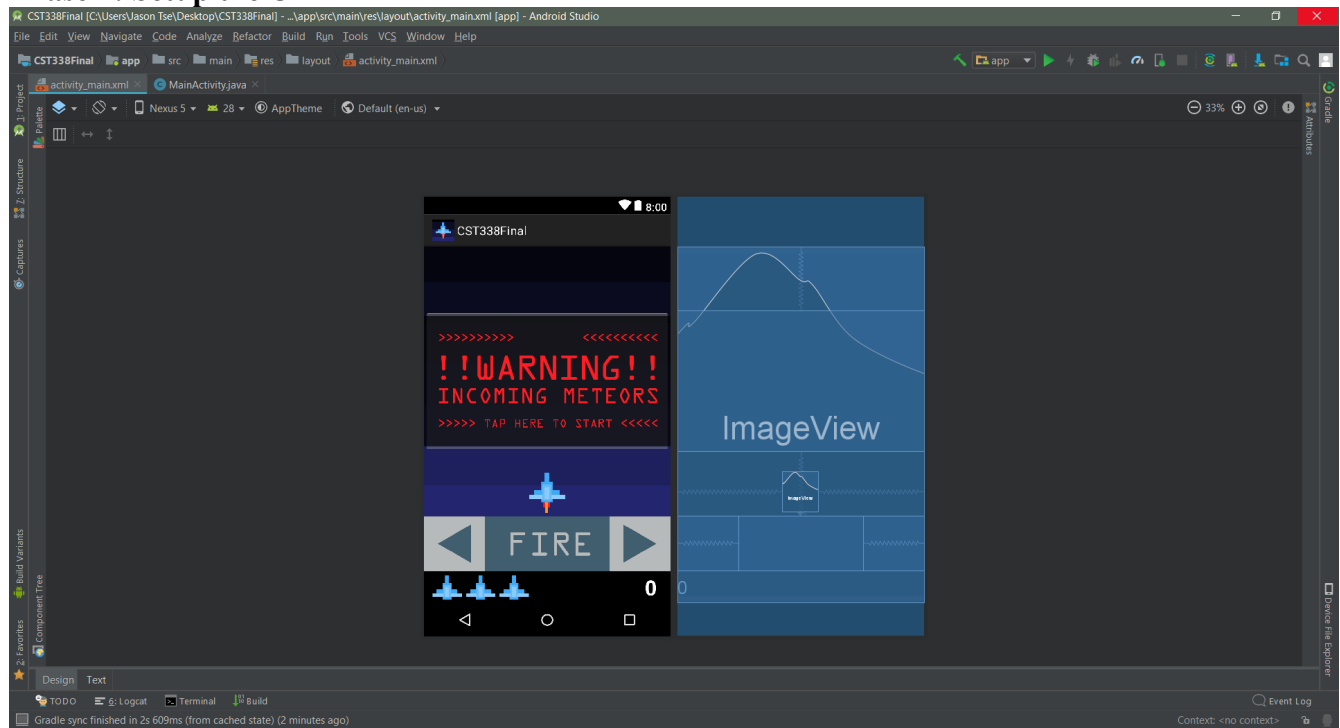 CST338Final [C:\Users\Jason Tse\Desktop\CST338Final] - ...\app\src\main\res\layout\activity_main.xml [app] - Android Studio
File Edit View Navigate Code Analyze Refactor Build Run Tools VCS Window Help
CST338Final app src main res layout activity_main.xml app
activity_main.xml MainActivity.java
Nexus 5 28 AppTheme Default (en-us) 33%
Palette
1: Project
Z: Structure
Captures
Build Variants
2: Favorites
Component Tree
Gradle
Attributes
Device File Explorer
8:00
CST338Final
>>>>>>>>>> <<<<<<<<<<
!!WARNING!!
INCOMING METEORS
>>>>> TAP HERE TO START <<<<<
FIRE
0
ImageView
ImageView
0
Design Text
TODO 6: Logcat Terminal Build Event Log
Gradle sync finished in 2s 609ms (from cached state) (2 minutes ago) Context: <no context>